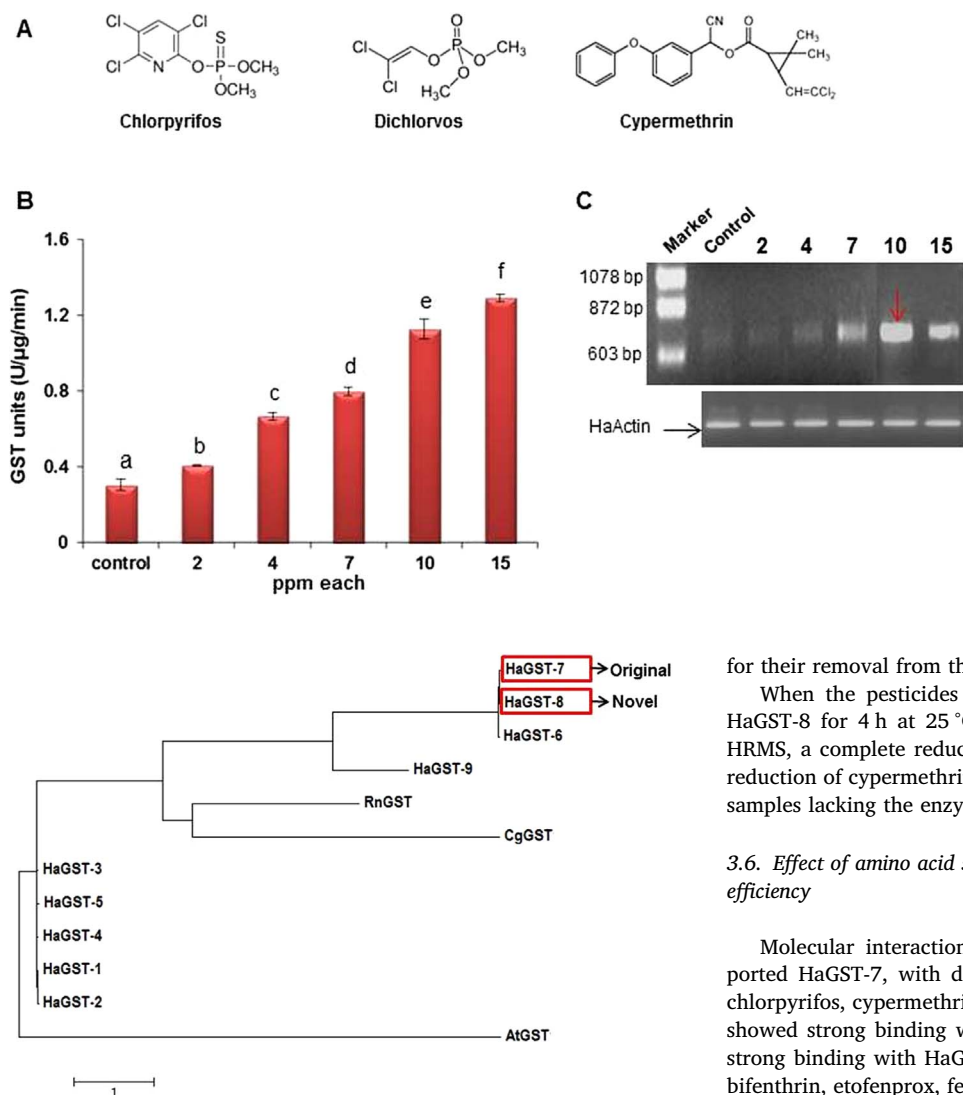 A
Cl
Cl
S
Cl
N
O
P
OCH3
OCH3
Chlorpyrifos
O
Cl
O
P
O
CH3
Cl
O
H3C
Dichlorvos
CN
O
CH3
CH3
O
O
CH=CCl2
Cypermethrin
B
GST units (U/µg/min)
1.6
1.2
0.8
0.4
0
a
b
c
d
e
f
control 2 4 7 10 15
ppm each
C
Marker Control 2 4 7 10 15
1078 bp
872 bp
603 bp
HaActin
HaGST-7 Original
HaGST-8 Novel
HaGST-6
HaGST-9
RnGST
CgGST
HaGST-3
HaGST-5
HaGST-4
HaGST-1
HaGST-2
AtGST
1
for their removal from th
When the pesticides
HaGST-8 for 4 h at 25 °
HRMS, a complete reduc
reduction of cypermethri
samples lacking the enzy
3.6. Effect of amino acid
efficiency
Molecular interaction
ported HaGST-7, with d
chlorpyrifos, cypermethri
showed strong binding w
strong binding with HaG
bifenthrin, etofenprox, fe